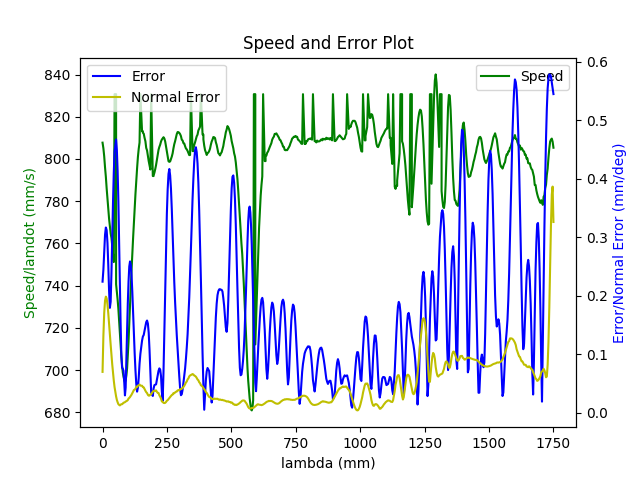 Speed and Error Plot
Error
Normal Error
Speed
840
820
800
780
760
740
720
700
680
Speed/lamdot (mm/s)
0.6
0.5
0.4
0.3
0.2
0.1
0.0
Error/Normal Error (mm/deg)
0 250 500 750 1000 1250 1500 1750
lambda (mm)